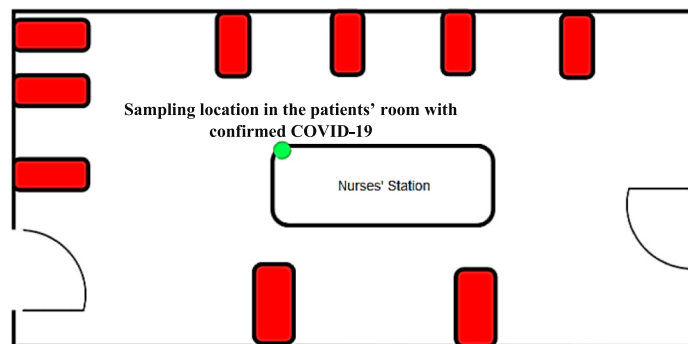 Sampling location in the patients’ room with
confirmed COVID-19
Nurses' Station